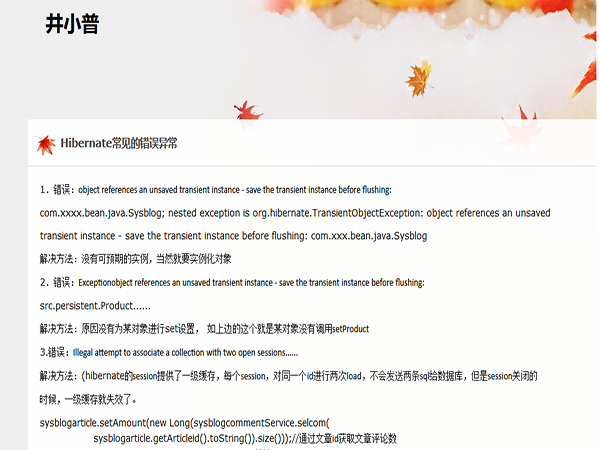 井小普
Hibernate常见的错误异常
1．错误：object references an unsaved transient instance - save the transient instance before flushing:
com.xxxx.bean.java.Sysblog; nested exception is org.hibernate.TransientObjectException: object references an unsaved
transient instance - save the transient instance before flushing: com.xxx.bean.java.Sysblog
解决方法：没有可预期的实例，当然就要实例化对象
2．错误：Exceptionobject references an unsaved transient instance - save the transient instance before flushing:
src.persistent.Product......
解决方法：原因没有为某对象进行set设置， 如上边的这个就是某对象没有调用setProduct
3.错误：Illegal attempt to associate a collection with two open sessions......
解决方法：(hibernate的session提供了一级缓存，每个session，对同一个id进行两次load，不会发送两条sql给数据库，但是session关闭的
时候，一级缓存就失效了。
sysblogarticle.setAmount(new Long(sysblogcommentService.selcom(
sysblogarticle.getArticleid().toString()).size()));//通过文章id获取文章评论数